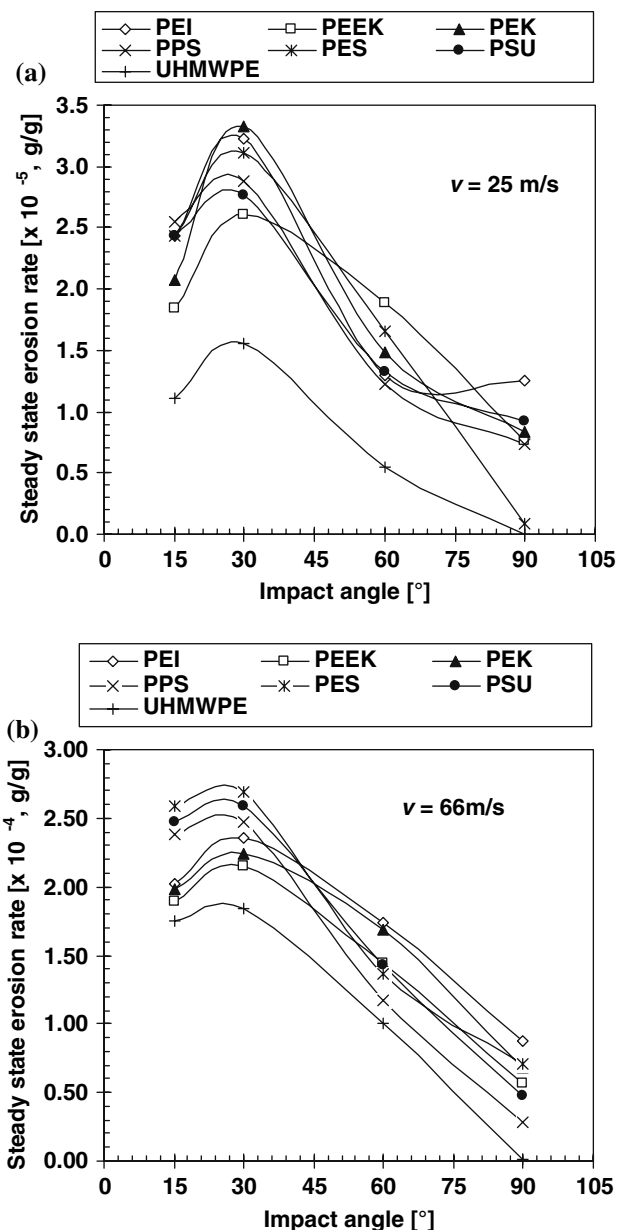 (a)
PEI PEEK PEK
PPS PES PSU
UHMWPE
Steady state erosion rate [x 10 -5, g/g]
3.5
3.0
2.5
2.0
1.5
1.0
0.5
0.0
v = 25 m/s
0 15 30 45 60 75 90 105
Impact angle [°]
PEI PEEK PEK
PPS PES PSU
UHMWPE
(b)
Steady state erosion rate [x 10 -4, g/g]
3.00
2.50
2.00
1.50
1.00
0.50
0.00
v = 66m/s
0 15 30 45 60 75 90 105
Impact angle [°]